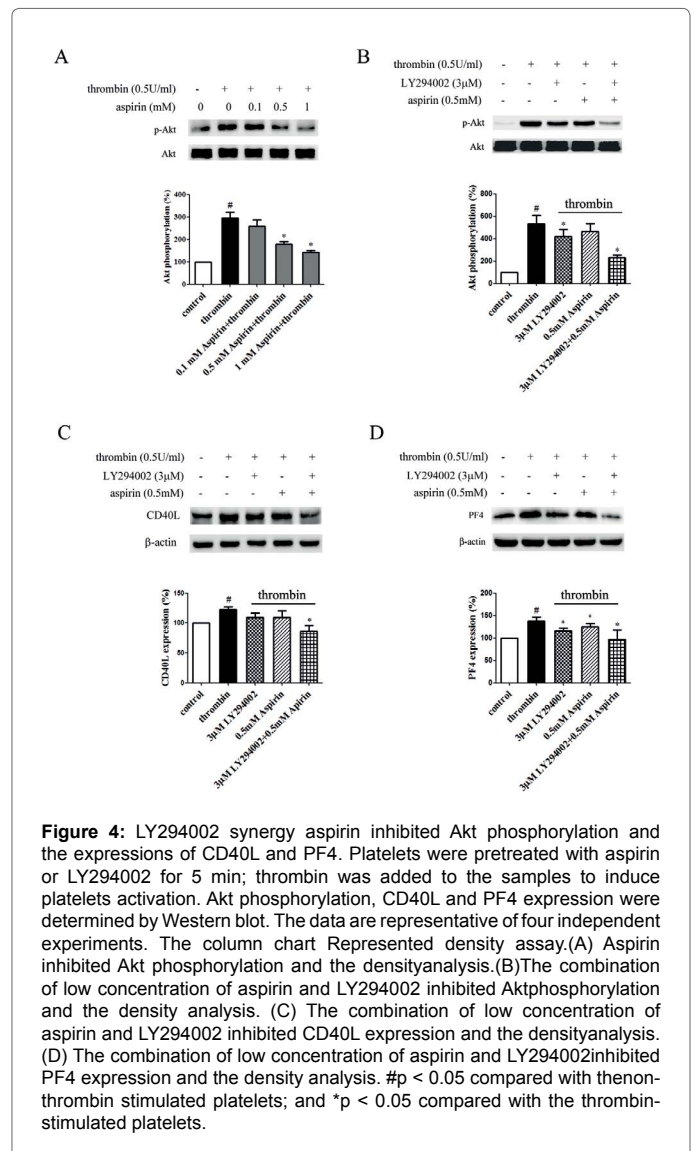 A
thrombin (0.5U/ml) - + + + +
aspirin (mM) 0 0 0.1 0.5 1
p-Akt
Akt
Akt phosphorylation (%)
400
300
200
100
0
#
*
*
control
thrombin
0.1 mM Aspirin+thrombin
0.5 mM Aspirin+thrombin
1 mM Aspirin+thrombin
B
thrombin (0.5U/ml) - + + + +
LY294002 (3μM) - - + - +
aspirin (0.5mM) - - - + +
p-Akt
Akt
Akt phosphorylation (%)
800
600
400
200
0
thrombin
#
*
*
control
thrombin
3μM LY294002
0.5mM Aspirin
3μM LY294002+0.5mM Aspirin
C
thrombin (0.5U/ml) - + + + +
LY294002 (3μM) - - + - +
aspirin (0.5mM) - - - + +
CD40L
β-actin
CD40L expression (%)
150
100
50
0
thrombin
#
*
control
thrombin
3μM LY294002
0.5mM Aspirin
3μM LY294002+0.5mM Aspirin
D
thrombin (0.5U/ml) - + + + +
LY294002 (3μM) - - + - +
aspirin (0.5mM) - - - + +
PF4
β-actin
PF4 expression (%)
200
150
100
50
0
thrombin
#
*
*
*
control
thrombin
3μM LY294002
0.5mM Aspirin
3μM LY294002+0.5mM Apirin
Figure 4: LY294002 synergy aspirin inhibited Akt phosphorylation and
the expressions of CD40L and PF4. Platelets were pretreated with aspirin
or LY294002 for 5 min; thrombin was added to the samples to induce
platelets activation. Akt phosphorylation, CD40L and PF4 expression were
determined by Western blot. The data are representative of four independent
experiments. The column chart Represented density assay.(A) Aspirin
inhibited Akt phosphorylation and the densityanalysis.(B)The combination
of low concentration of aspirin and LY294002 inhibited Aktphosphorylation
and the density analysis. (C) The combination of low concentration of
aspirin and LY294002 inhibited CD40L expression and the densityanalysis.
(D) The combination of low concentration of aspirin and LY294002inhibited
PF4 expression and the density analysis. #p < 0.05 compared with thenon-
thrombin stimulated platelets; and *p < 0.05 compared with the thrombin-
stimulated platelets.